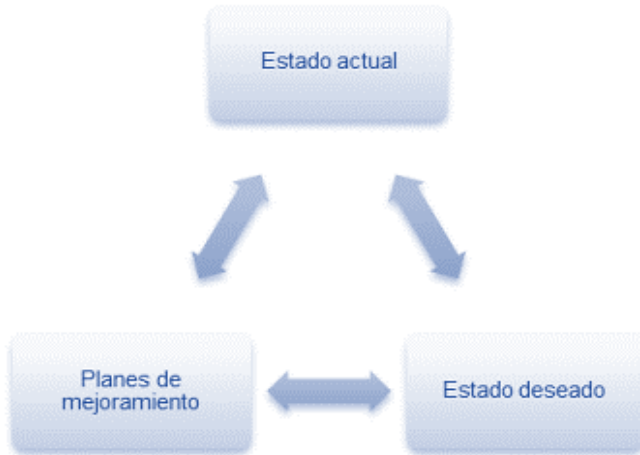 Estado actual
Planes de
mejoramiento
Estado deseado